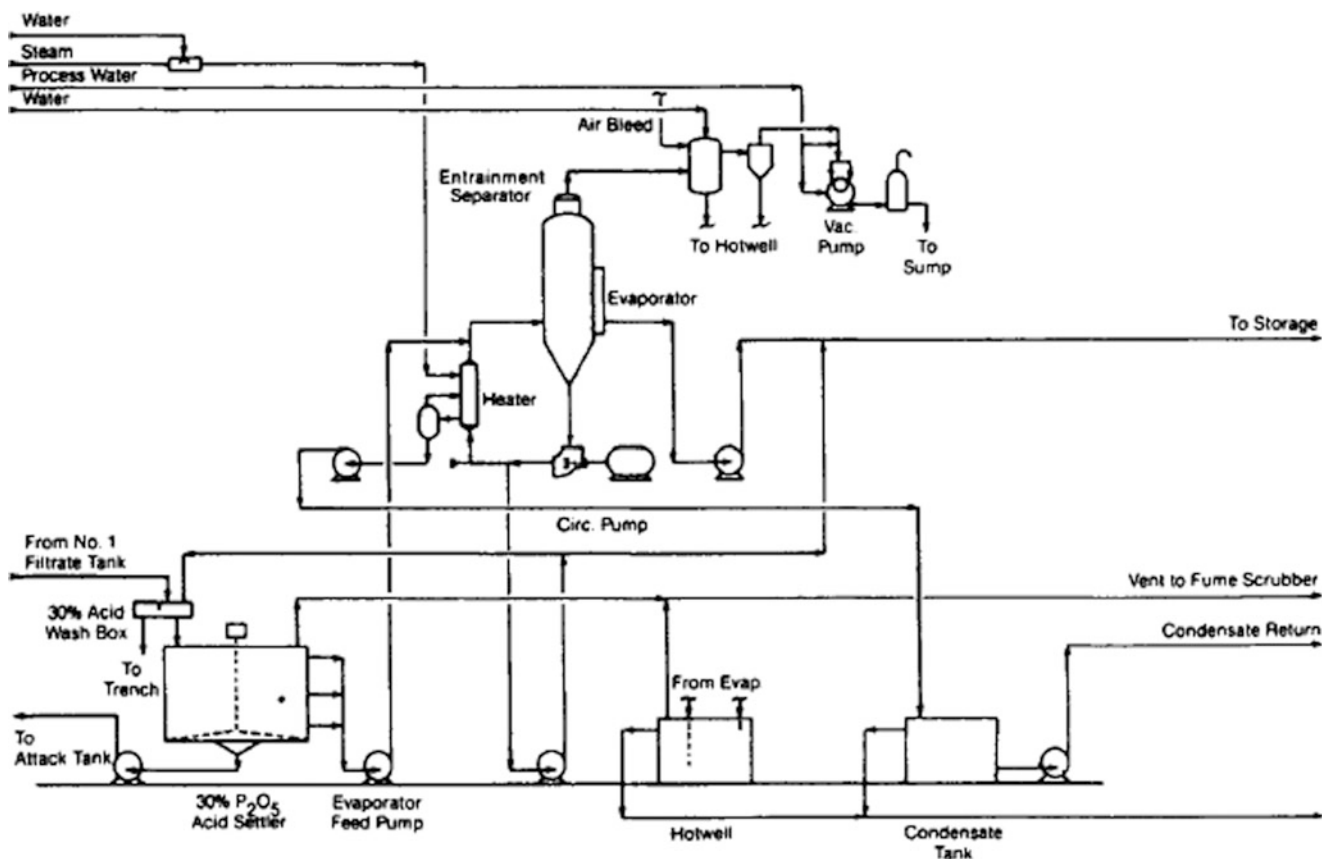 Water
Steam
Process Water
Water
Air Bleed
Entrainment
Separator
To Hotwell
Vac.
Pump
To
Sump
Evaporator
To Storage
Heater
Circ. Pump
From No. 1
Filtrate Tank
Vent to Fume Scrubber
30% Acid
Wash Box
Condensate Return
To
Trench
From Evap
To
Attack Tank
30% P2O5
Acid Settler
Evaporator
Feed Pump
Hotwell
Condensate
Tank